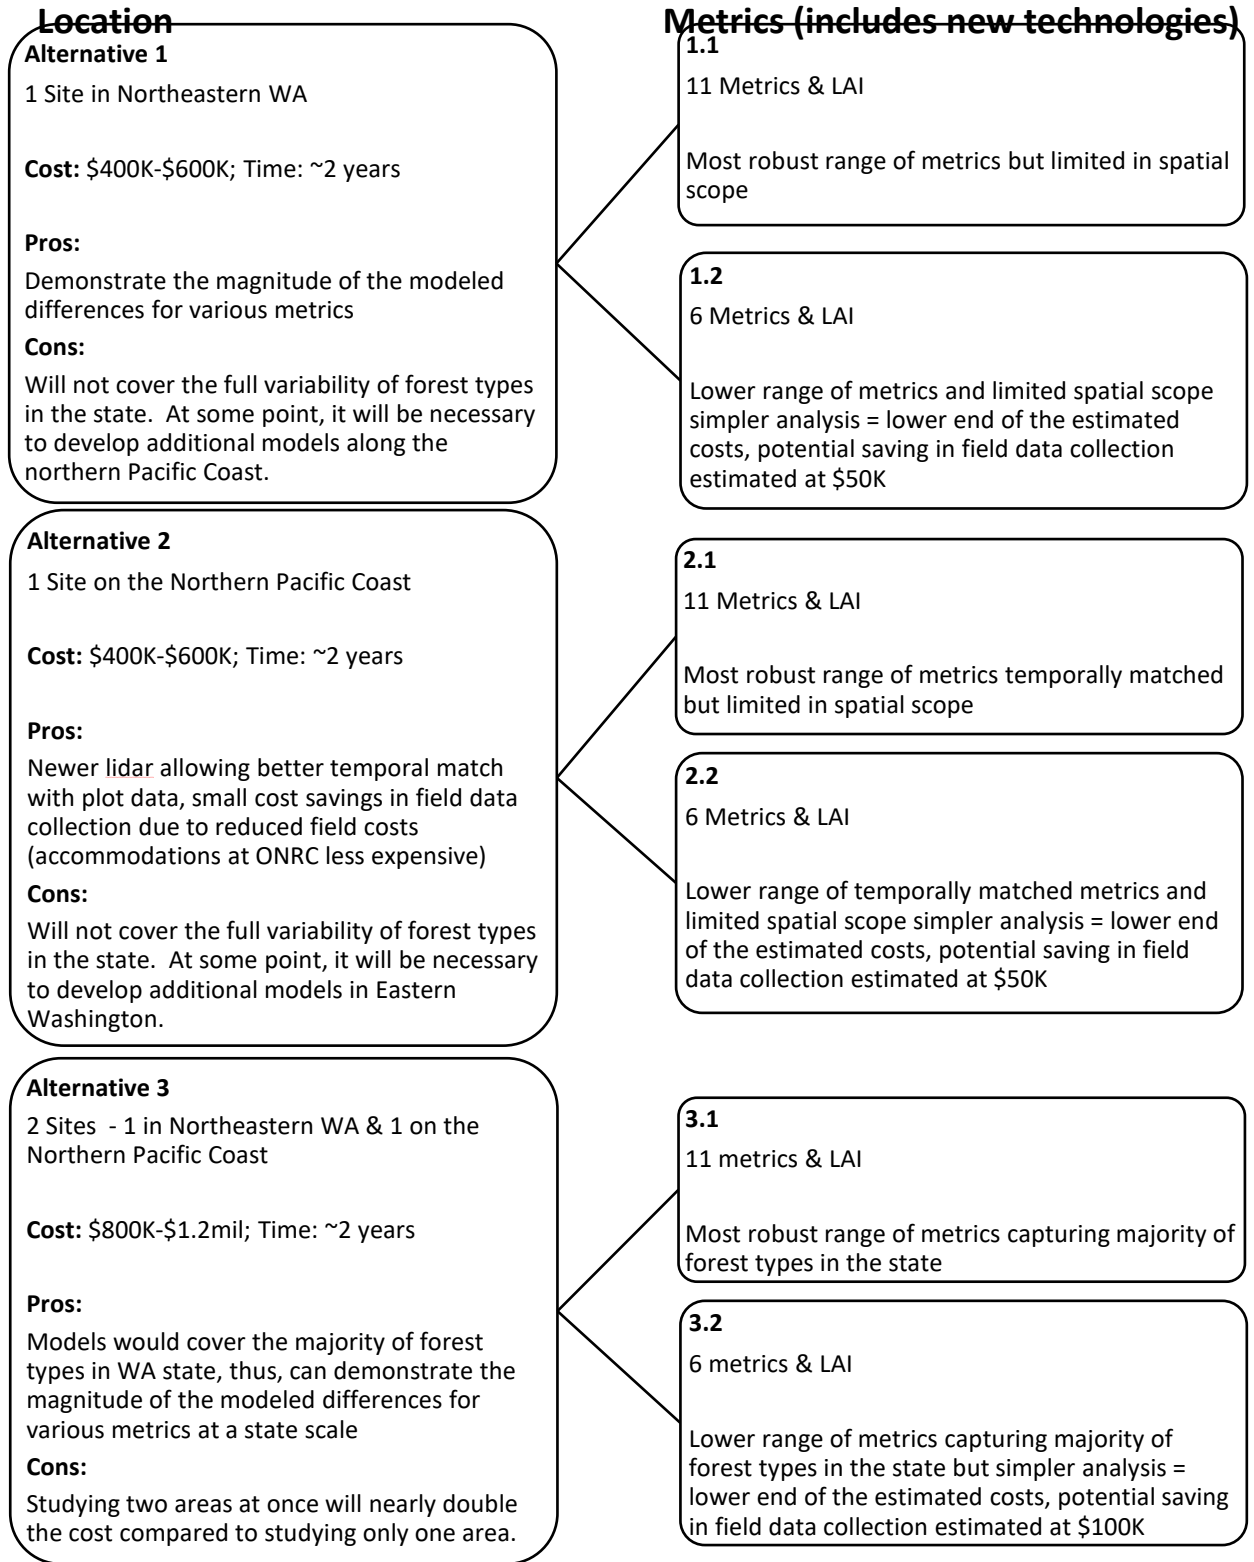 Location
Metrics (includes new technologies)
Alternative 1
1 Site in Northeastern WA
Cost: $400K-$600K; Time: ~2 years
Pros:
Demonstrate the magnitude of the modeled
differences for various metrics
Cons:
Will not cover the full variability of forest types
in the state.  At some point, it will be necessary
to develop additional models along the
northern Pacific Coast.
1.1
11 Metrics & LAI
Most robust range of metrics but limited in spatial
scope
1.2
6 Metrics & LAI
Lower range of metrics and limited spatial scope
simpler analysis = lower end of the estimated
costs, potential saving in field data collection
estimated at $50K
Alternative 2
1 Site on the Northern Pacific Coast
Cost: $400K-$600K; Time: ~2 years
Pros:
Newer lidar allowing better temporal match
with plot data, small cost savings in field data
collection due to reduced field costs
(accommodations at ONRC less expensive)
Cons:
Will not cover the full variability of forest types
in the state.  At some point, it will be necessary
to develop additional models in Eastern
Washington.
2.1
11 Metrics & LAI
Most robust range of metrics temporally matched
but limited in spatial scope
2.2
6 Metrics & LAI
Lower range of temporally matched metrics and
limited spatial scope simpler analysis = lower end
of the estimated costs, potential saving in field
data collection estimated at $50K
Alternative 3
2 Sites  - 1 in Northeastern WA & 1 on the
Northern Pacific Coast
Cost: $800K-$1.2mil; Time: ~2 years
Pros:
Models would cover the majority of forest
types in WA state, thus, can demonstrate the
magnitude of the modeled differences for
various metrics at a state scale
Cons:
Studying two areas at once will nearly double
the cost compared to studying only one area.
3.1
11 metrics & LAI
Most robust range of metrics capturing majority of
forest types in the state
3.2
6 metrics & LAI
Lower range of metrics capturing majority of
forest types in the state but simpler analysis =
lower end of the estimated costs, potential saving
in field data collection estimated at $100K